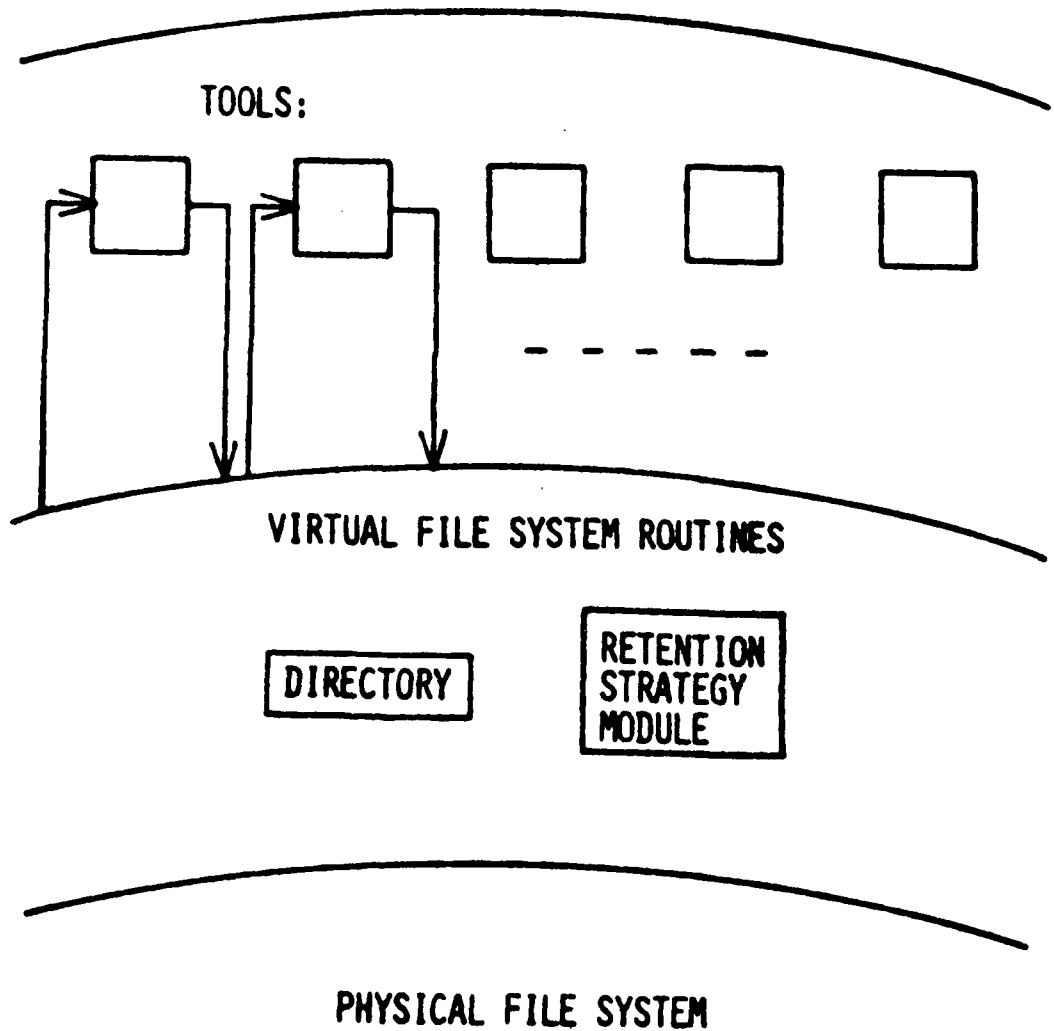 TOOLS:
VIRTUAL FILE SYSTEM ROUTINES
DIRECTORY
RETENTION
STRATEGY
MODULE
PHYSICAL FILE SYSTEM